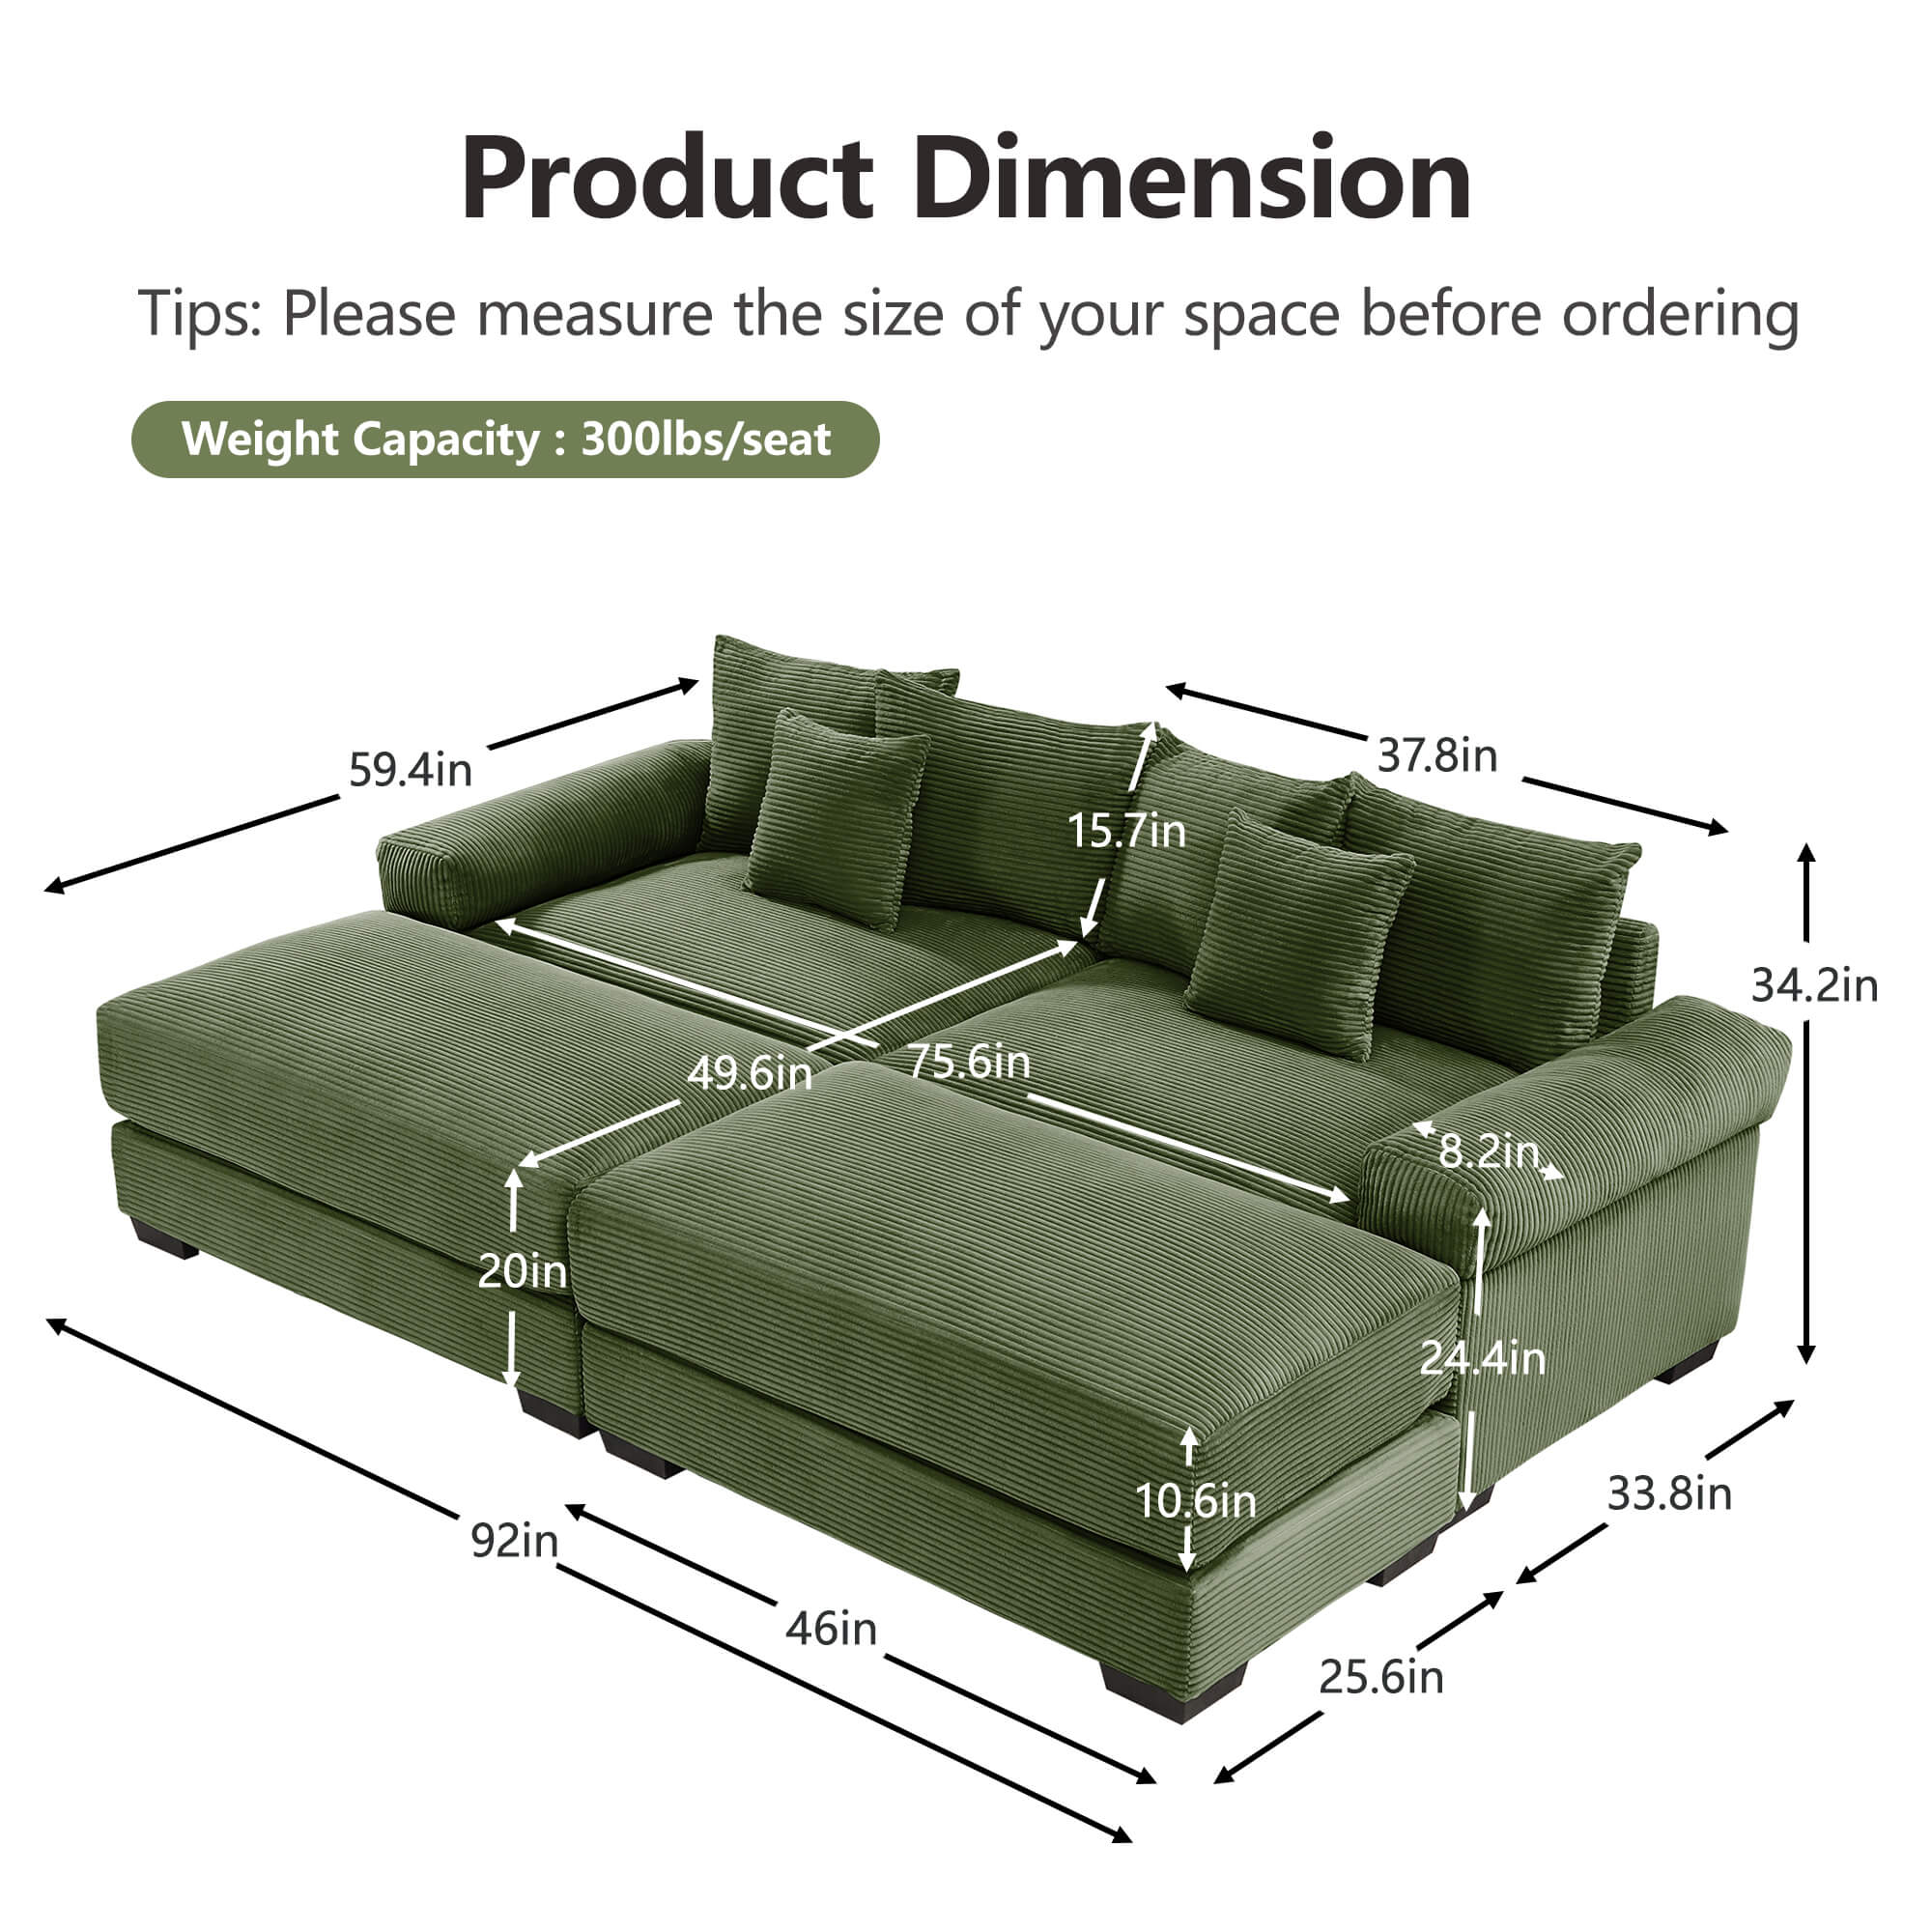 Product Dimension
Tips: Please measure the size of your space before ordering
Weight Capacity : 300lbs/seat
59.4in
37.8in
15.7in
34.2in
49.6in
75.6in
8.2in
20in
24.4in
10.6in
33.8in
92in
46in
25.6in